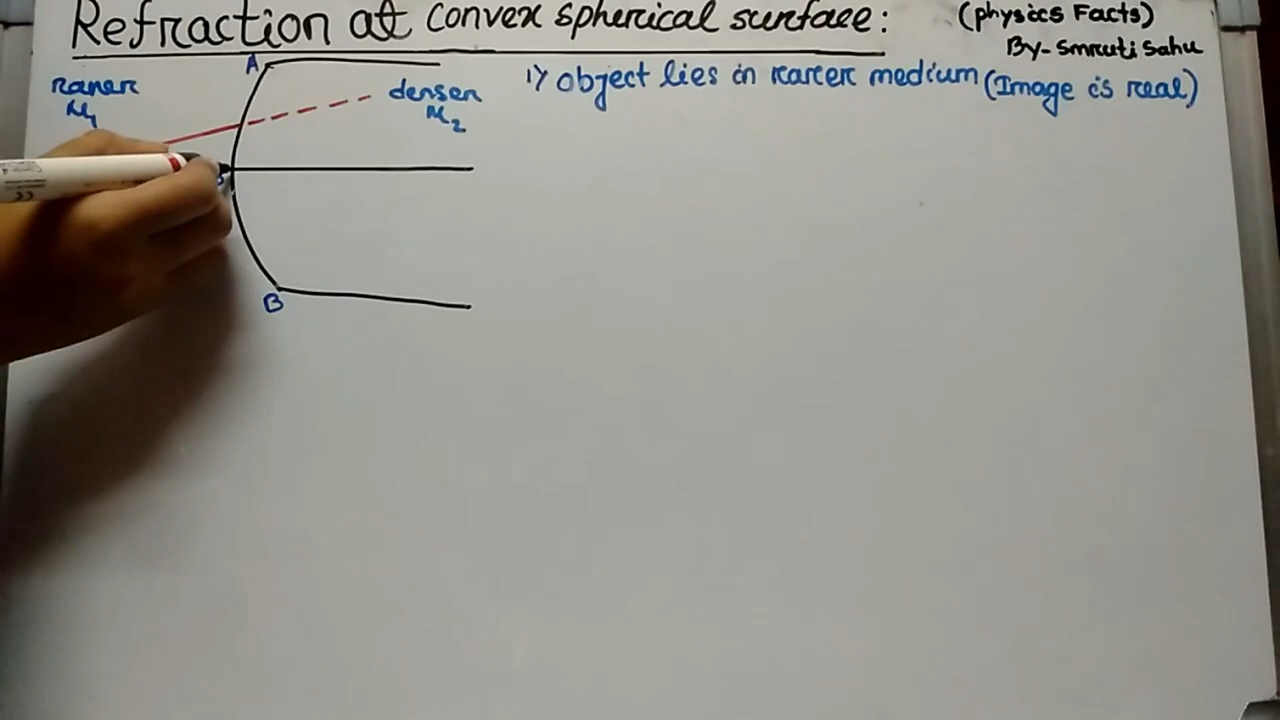 Refraction at convex spherical surface:
(physics Facts)
By-Smruti Sahu
A
rarer
μ1
denser
μ2
1) object lies in rarer medium (Image is real)
B